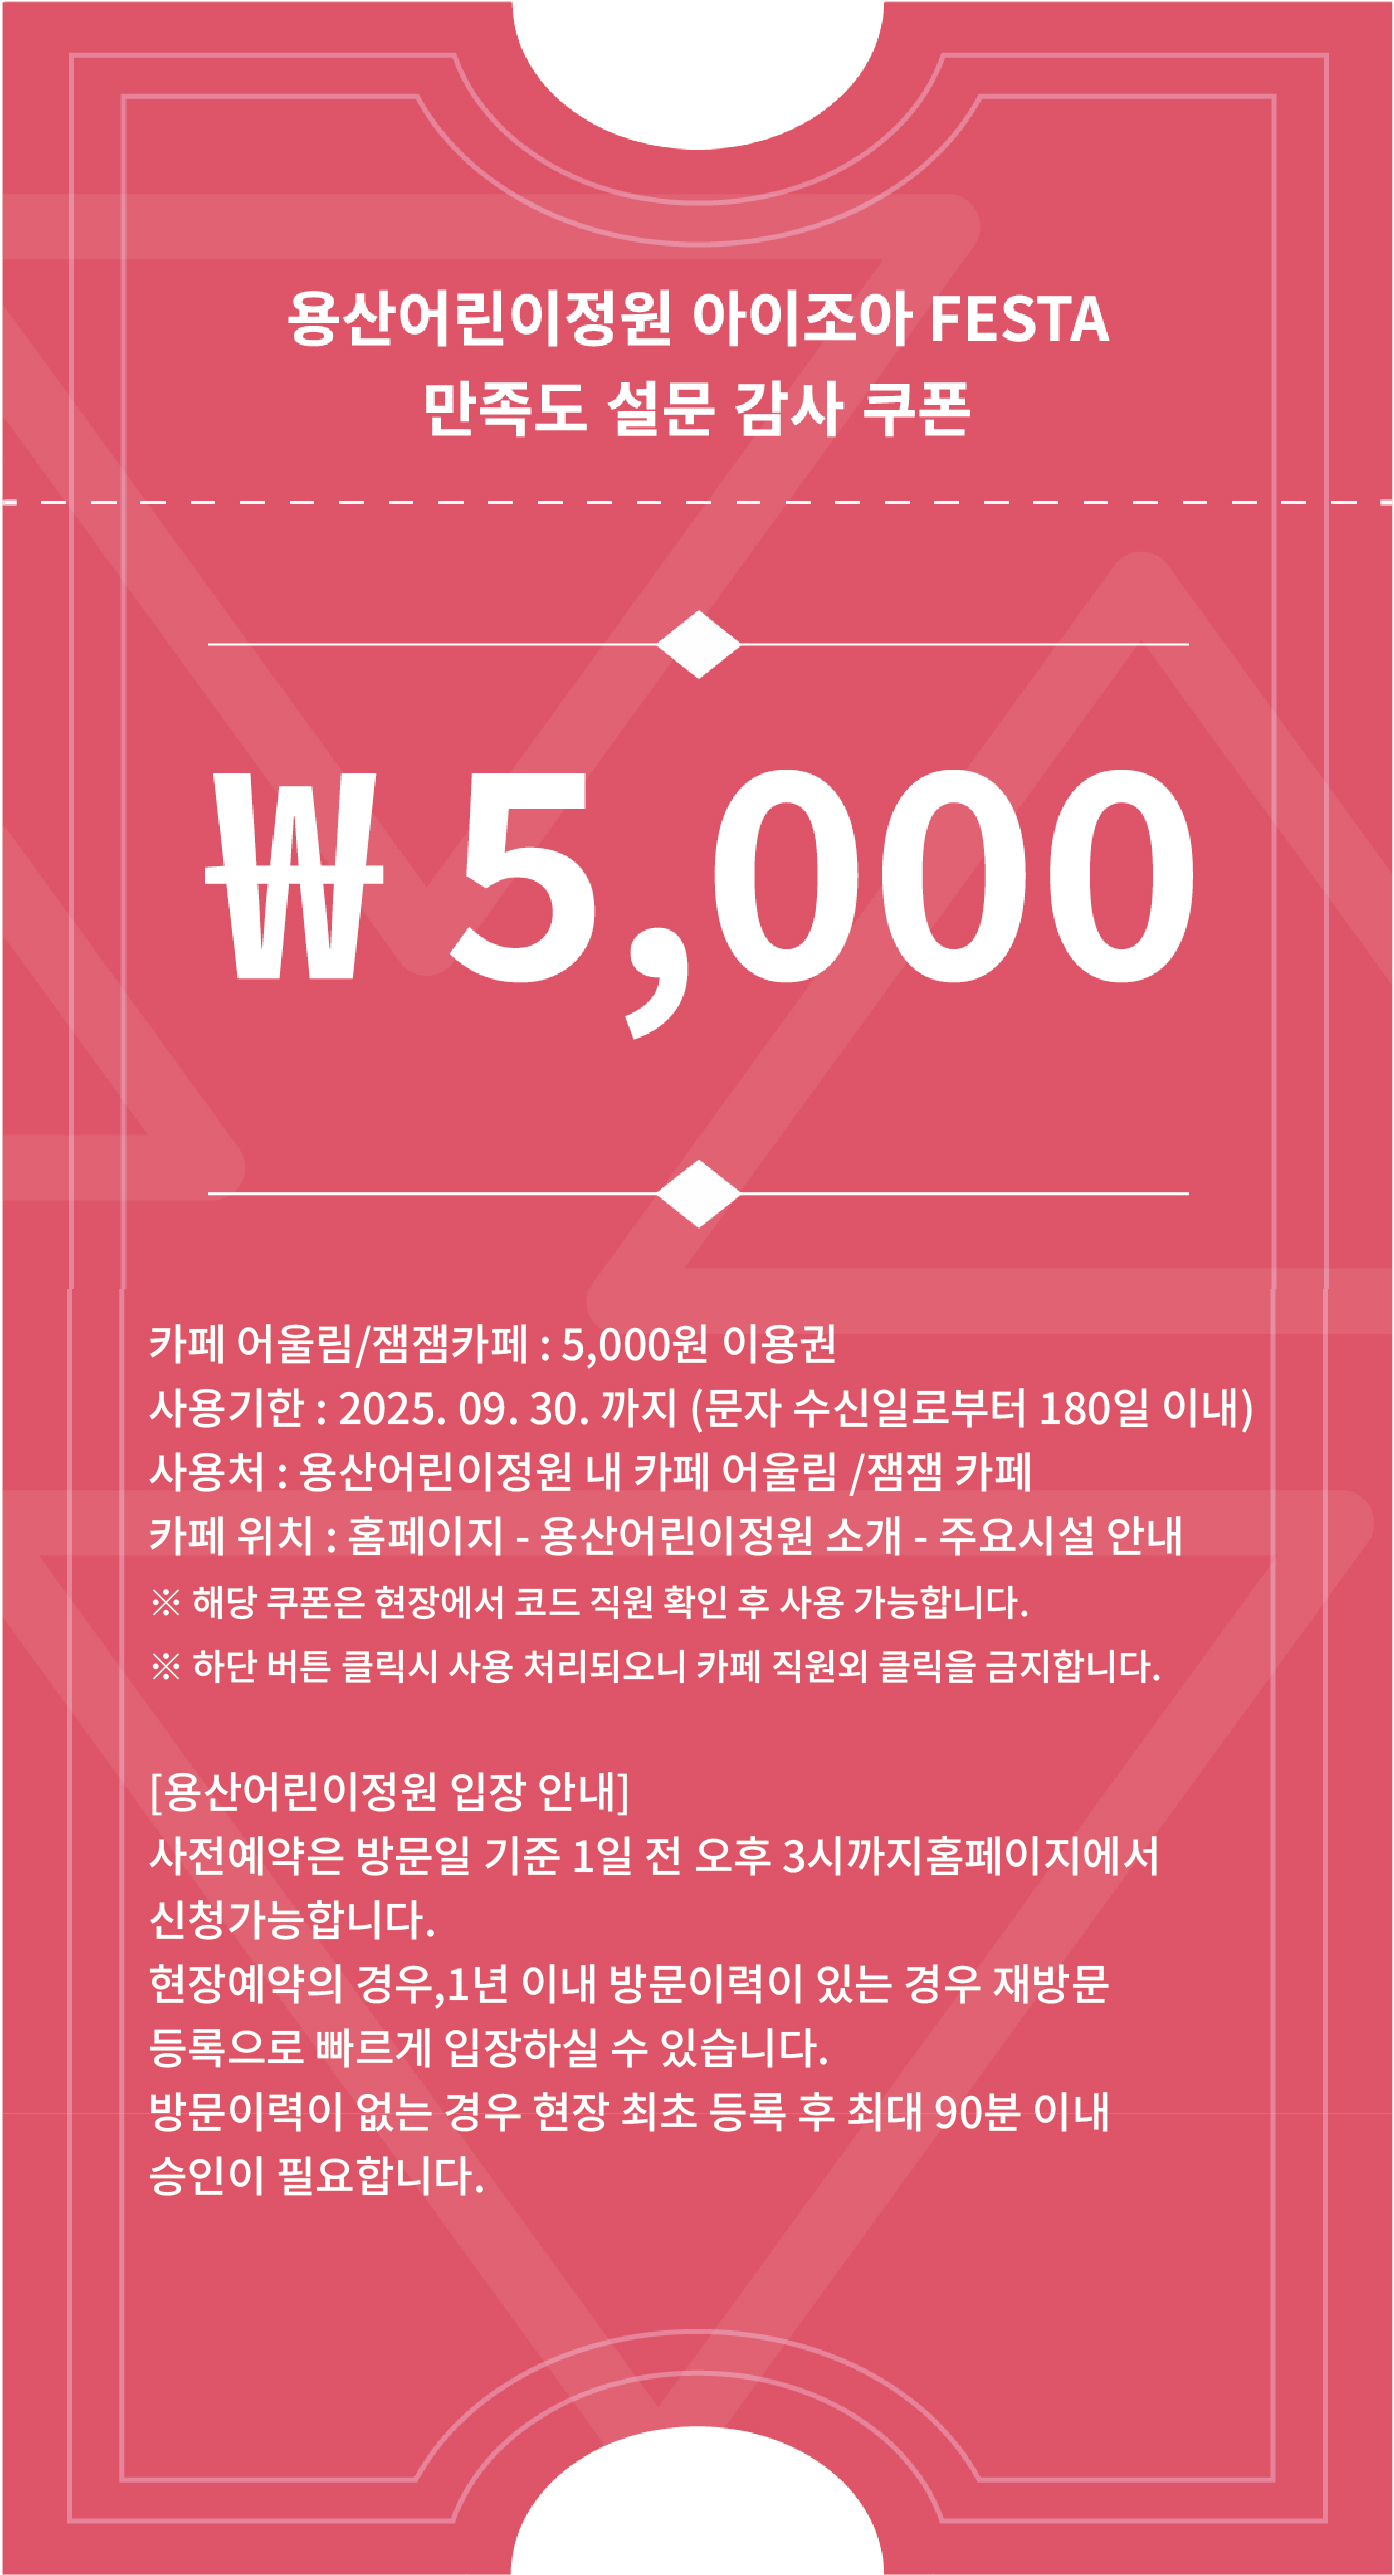 용산어린이정원 아이조아 FESTA
만족도 설문 감사 쿠폰
₩ 5,000
카페 어울림/잼잼카페 : 5,000원 이용권
사용기한 : 2025. 09. 30. 까지 (문자 수신일로부터 180일 이내)
사용처 : 용산어린이정원 내 카페 어울림 /잼잼 카페
카페 위치 : 홈페이지 - 용산어린이정원 소개 - 주요시설 안내
※ 해당 쿠폰은 현장에서 코드 직원 확인 후 사용 가능합니다.
※ 하단 버튼 클릭시 사용 처리되오니 카페 직원외 클릭을 금지합니다.
[용산어린이정원 입장 안내]
사전예약은 방문일 기준 1일 전 오후 3시까지홈페이지에서
신청가능합니다.
현장예약의 경우,1년 이내 방문이력이 있는 경우 재방문
등록으로 빠르게 입장하실 수 있습니다.
방문이력이 없는 경우 현장 최초 등록 후 최대 90분 이내
승인이 필요합니다.